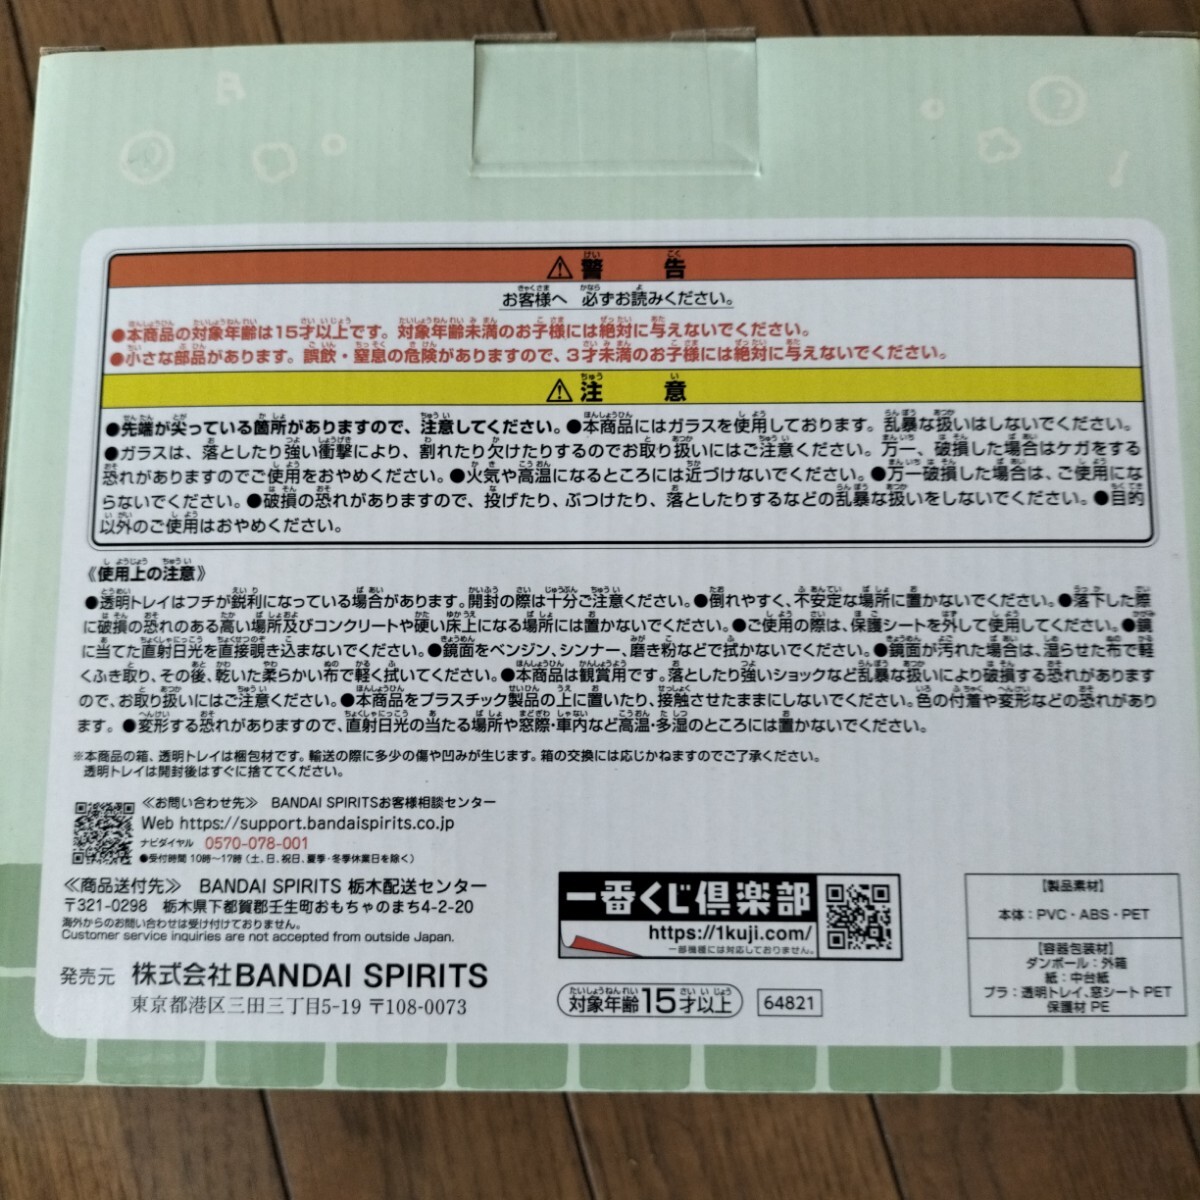 ⚠ 警告
お客様へ 必ずお読みください。
●本商品の対象年齢は15才以上です。対象年齢未満のお子様には絶対に与えないでください。
●小さな部品があります。誤飲・窒息の危険がありますので、3才未満のお子様には絶対に与えないでください。
⚠ 注意
●先端が尖っている箇所がありますので、注意してください。●本商品にはガラスを使用しております。乱暴な扱いはしないでください。
●ガラスは、落としたり強い衝撃により、割れたり欠けたりするのでお取り扱いにはご注意ください。万一、破損した場合はケガをする
恐れがありますのでご使用をおやめください。●火気や高温になるところには近づけないでください。●万一破損した場合は、ご使用にな
らないでください。●破損の恐れがありますので、投げたり、ぶつけたり、落としたりするなどの乱暴な扱いをしないでください。●目的
以外のご使用はおやめください。
《使用上の注意》
●透明トレイはフチが鋭利になっている場合があります。開封の際は十分ご注意ください。●倒れやすく、不安定な場所に置かないでください。●落下した際
に破損の恐れのある高い場所及びコンクリートや硬い床上になる場所には置かないでください。●ご使用の際は、保護シートを外して使用してください。●鏡
に当てた直射日光を直接覗き込まないでください。●鏡面をベンジン、シンナー、磨き粉などで拭かないでください。●鏡面が汚れた場合は、湿らせた布で軽
くふき取り、その後、乾いた柔らかい布で軽く拭いてください。●本商品は観賞用です。落としたり強いショックなど乱暴な扱いにより破損する恐れがあります
ので、お取り扱いにはご注意ください。●本商品をプラスチック製品の上に置いたり、接触させたままにしないでください。色の付着や変形などの恐れがあり
ます。●変形する恐れがありますので、直射日光の当たる場所や窓際・車内など高温・多湿のところには置かないでください。
※本商品の箱、透明トレイは梱包材です。輸送の際に多少の傷や凹みが生じます。箱の交換には応じかねますのでご了承ください。
透明トレイは開封後はすぐに捨ててください。
≪お問い合わせ先≫ BANDAI SPIRITSお客様相談センター
Web https://support.bandaispirits.co.jp
ナビダイヤル 0570-078-001
●受付時間 10時〜17時(土、日、祝日、夏季・冬季休業日を除く)
≪商品送付先≫ BANDAI SPIRITS 栃木配送センター
〒321-0298 栃木県下都賀郡壬生町おもちゃのまち4-2-20
海外からのお問い合わせは受け付けておりません。
Customer service inquiries are not accepted from outside Japan.
発売元 株式会社BANDAI SPIRITS
東京都港区三田三丁目5-19 〒108-0073
一番くじ倶楽部
https://1kuji.com/
一部機種には対応しておりません。
対象年齢15才以上
64821
【製品素材】
本体:PVC・ABS・PET
【容器包装材】
ダンボール:外箱
紙:中台紙
プラ:透明トレイ、窓シート PET
保護材 PE